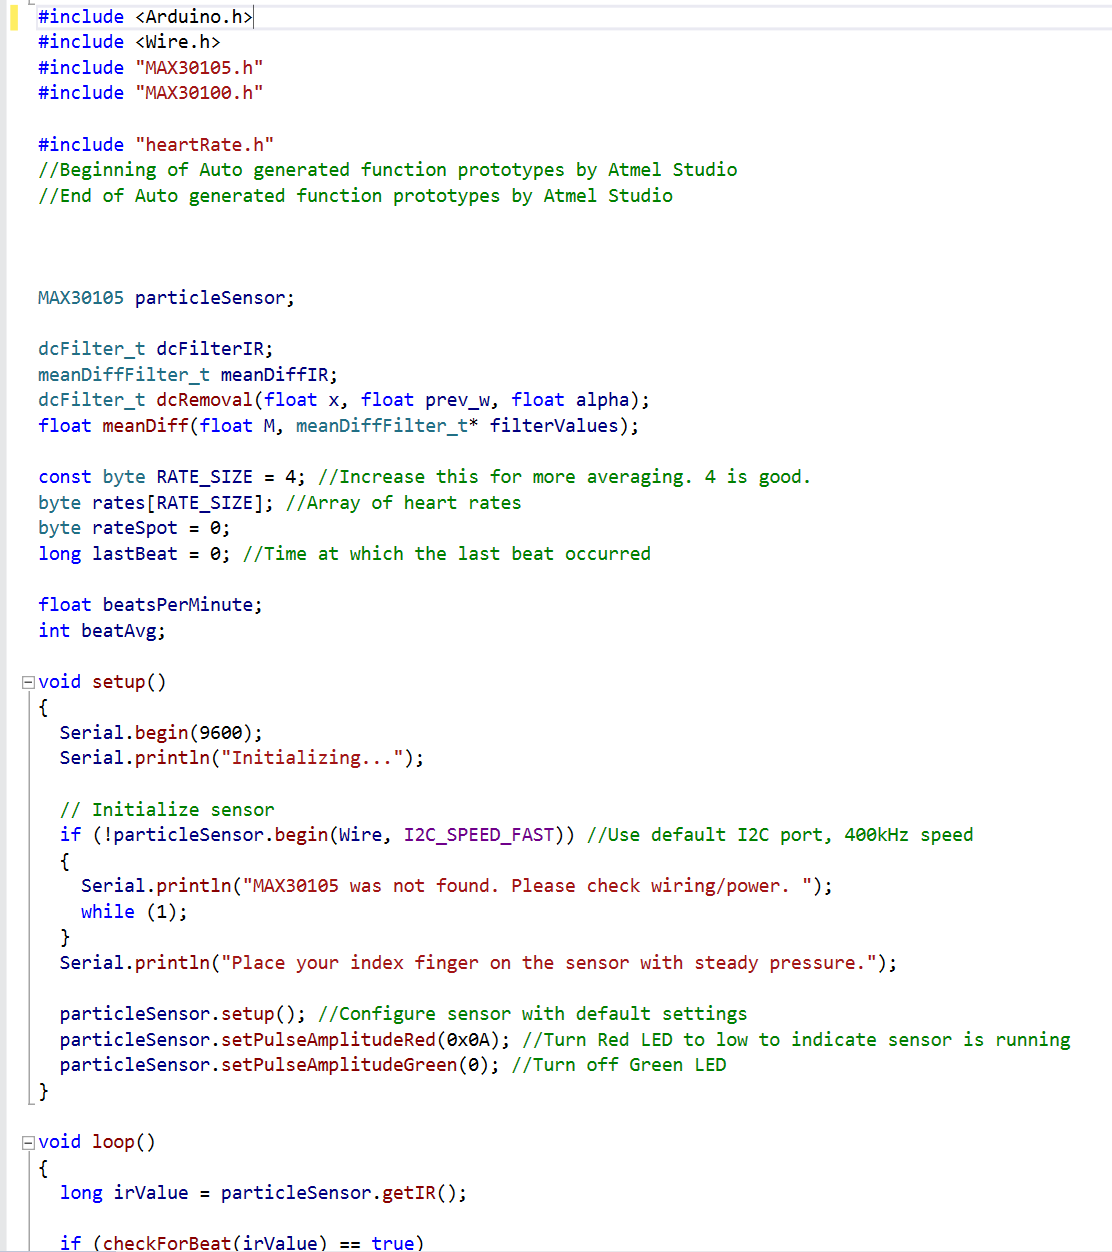 #include <Arduino.h>
#include <Wire.h>
#include "MAX30105.h"
#include "MAX30100.h"
#include "heartRate.h"
//Beginning of Auto generated function prototypes by Atmel Studio
//End of Auto generated function prototypes by Atmel Studio
MAX30105 particleSensor;
dcFilter_t dcFilterIR;
meanDiffFilter_t meanDiffIR;
dcFilter_t dcRemoval(float x, float prev_w, float alpha);
float meanDiff(float M, meanDiffFilter_t* filterValues);
const byte RATE_SIZE = 4; //Increase this for more averaging. 4 is good.
byte rates[RATE_SIZE]; //Array of heart rates
byte rateSpot = 0;
long lastBeat = 0; //Time at which the last beat occurred
float beatsPerMinute;
int beatAvg;
void setup()
{
  Serial.begin(9600);
  Serial.println("Initializing...");
  // Initialize sensor
  if (!particleSensor.begin(Wire, I2C_SPEED_FAST)) //Use default I2C port, 400kHz speed
  {
    Serial.println("MAX30105 was not found. Please check wiring/power. ");
    while (1);
  }
  Serial.println("Place your index finger on the sensor with steady pressure.");
  particleSensor.setup(); //Configure sensor with default settings
  particleSensor.setPulseAmplitudeRed(0x0A); //Turn Red LED to low to indicate sensor is running
  particleSensor.setPulseAmplitudeGreen(0); //Turn off Green LED
}
void loop()
{
  long irValue = particleSensor.getIR();
  if (checkForBeat(irValue) == true)